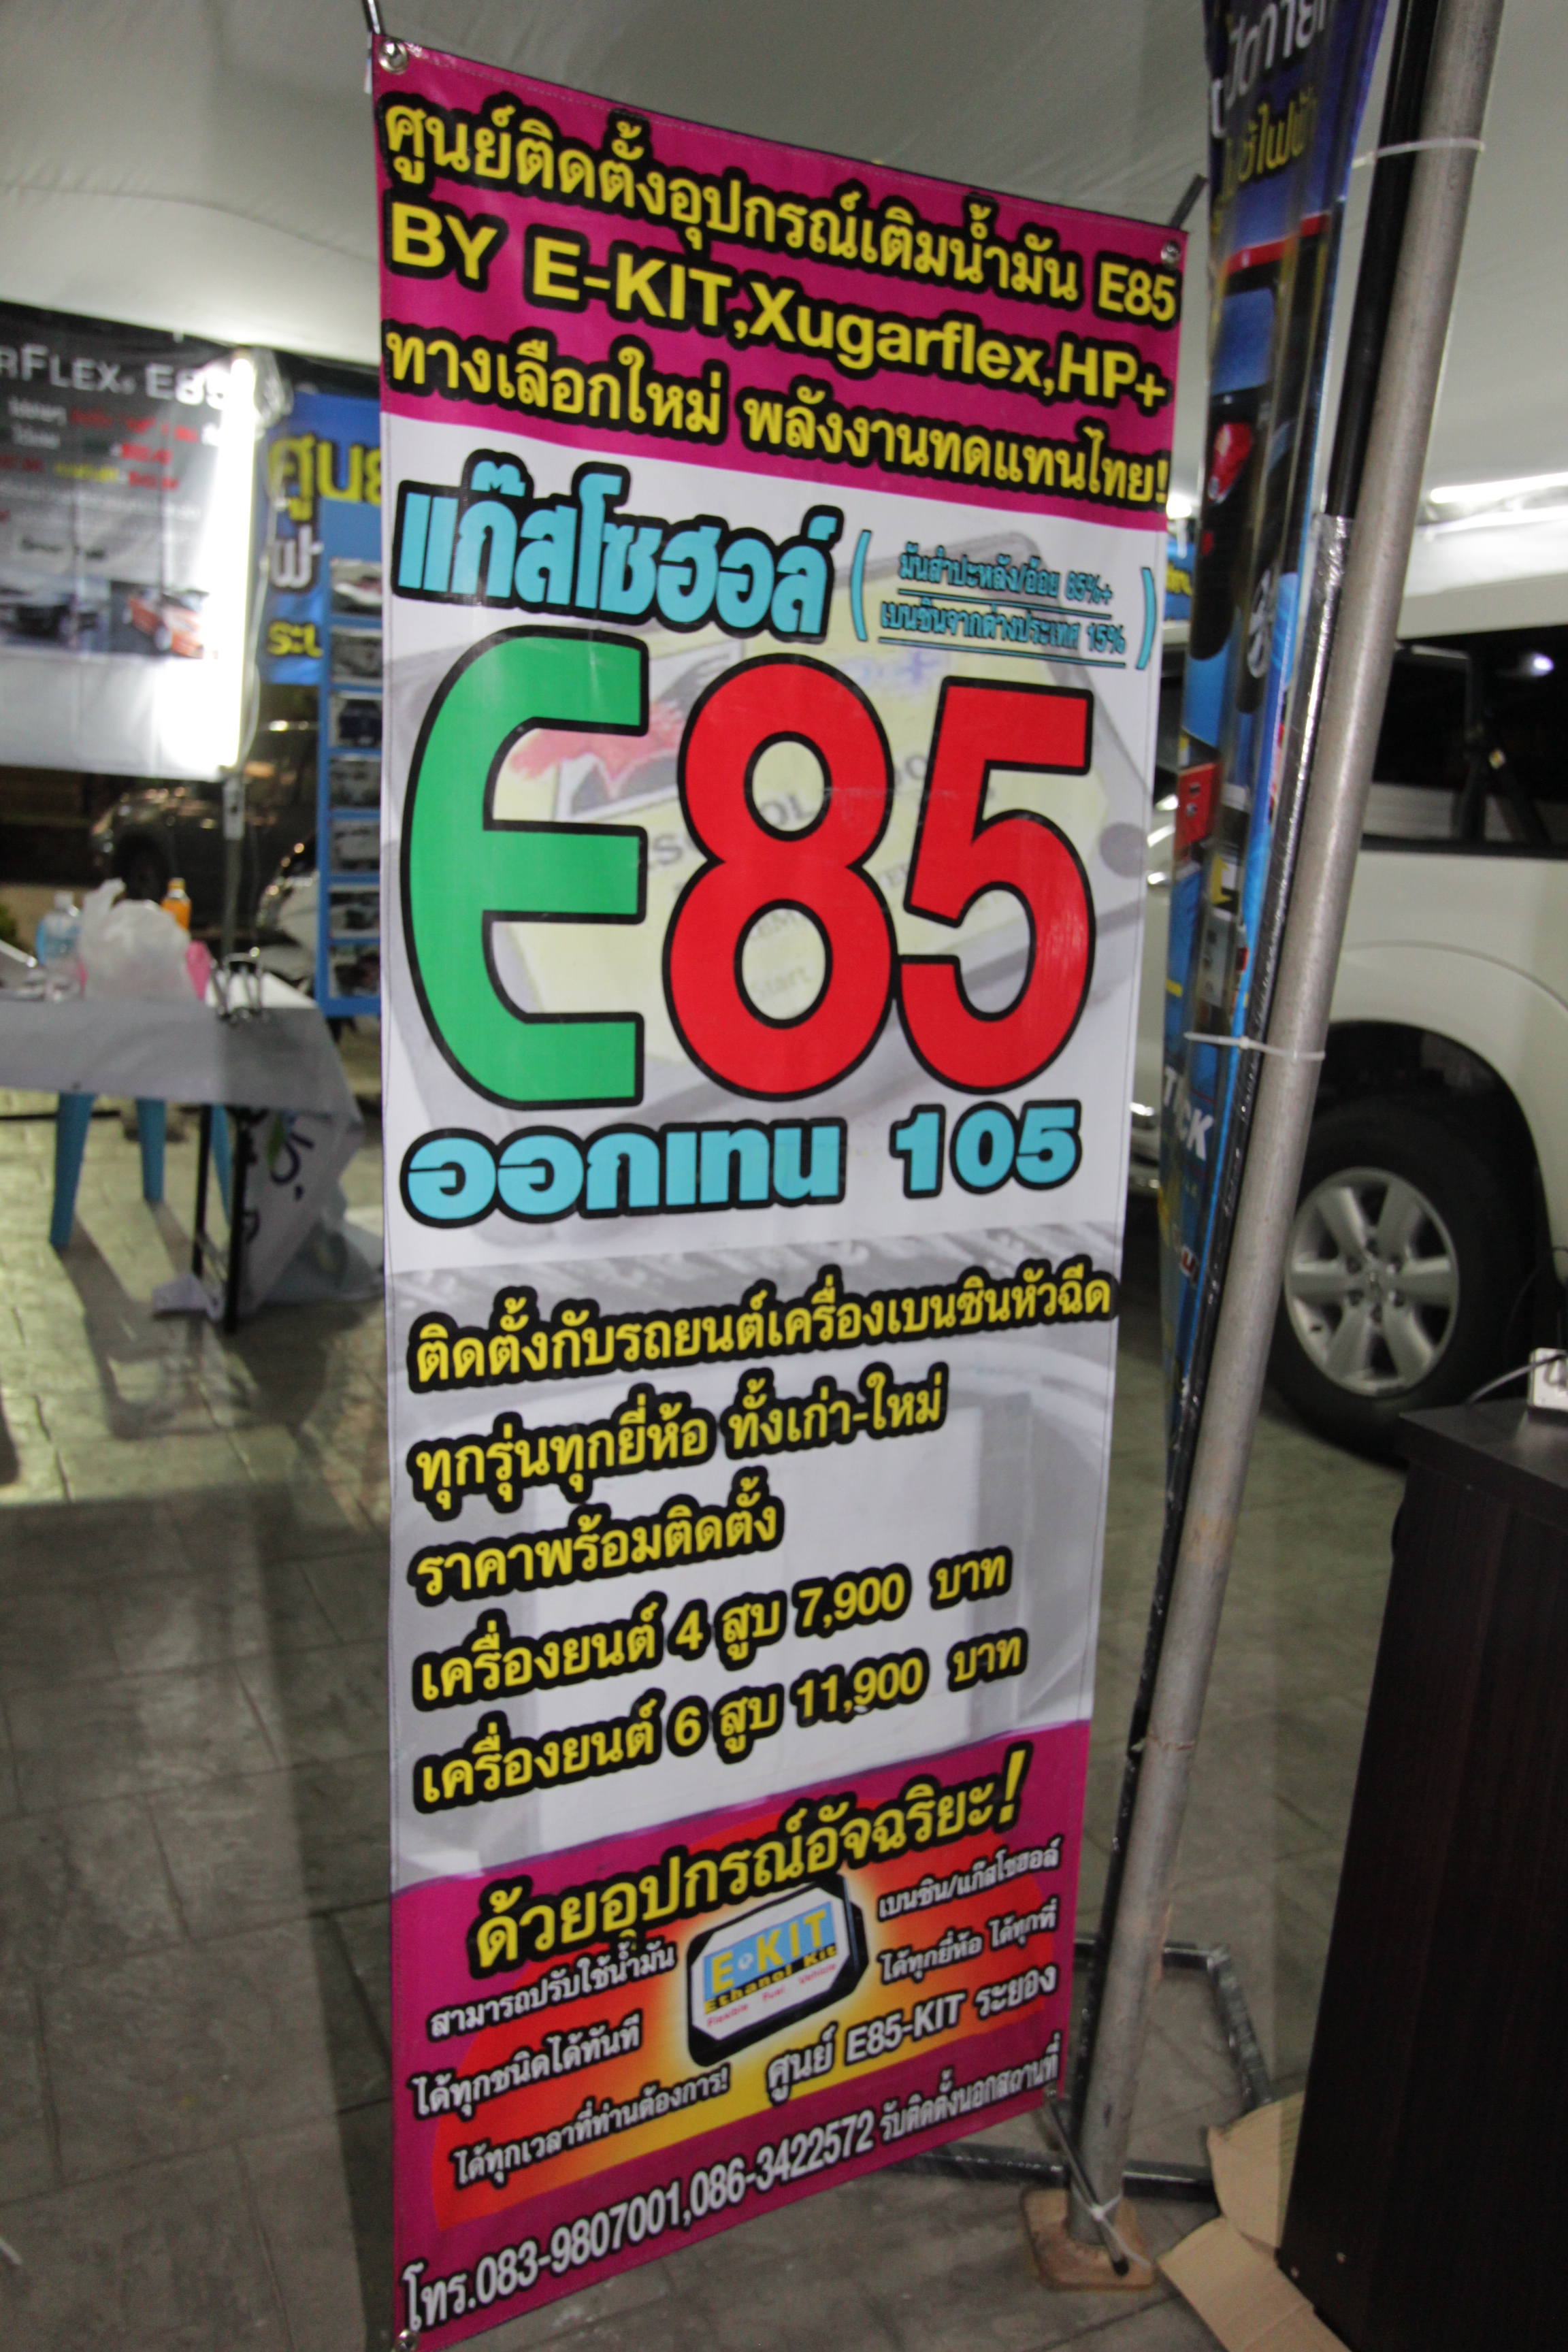 ศูนย์ติดตั้งอุปกรณ์เติมน้ำมัน E85
BY E-KIT,Xugarflex,HP+
ทางเลือกใหม่ พลังงานทดแทนไทย!
แก๊สโซฮอล์
( มันสำปะหลัง/อ้อย 85%+
เบนซินจากต่างประเทศ 15% )
E85
ออกเทน 105
ติดตั้งกับรถยนต์เครื่องเบนซินหัวฉีด
ทุกรุ่นทุกยี่ห้อ ทั้งเก่า-ใหม่
ราคาพร้อมติดตั้ง
เครื่องยนต์ 4 สูบ 7,900 บาท
เครื่องยนต์ 6 สูบ 11,900 บาท
ด้วยอุปกรณ์อัจฉริยะ!
สามารถปรับใช้น้ำมัน
ได้ทุกชนิดได้ทันที
ได้ทุกเวลาที่ท่านต้องการ!
E-KIT
Ethanol Kit
Flexible Fuel Vehicle
เบนซิน/แก๊สโซฮอล์
ได้ทุกยี่ห้อ ได้ทุกที่
ศูนย์ E85-KIT ระยอง
โทร.083-9807001,086-3422572 รับติดตั้งนอกสถานที่
RFLEX® E85
ศูนย